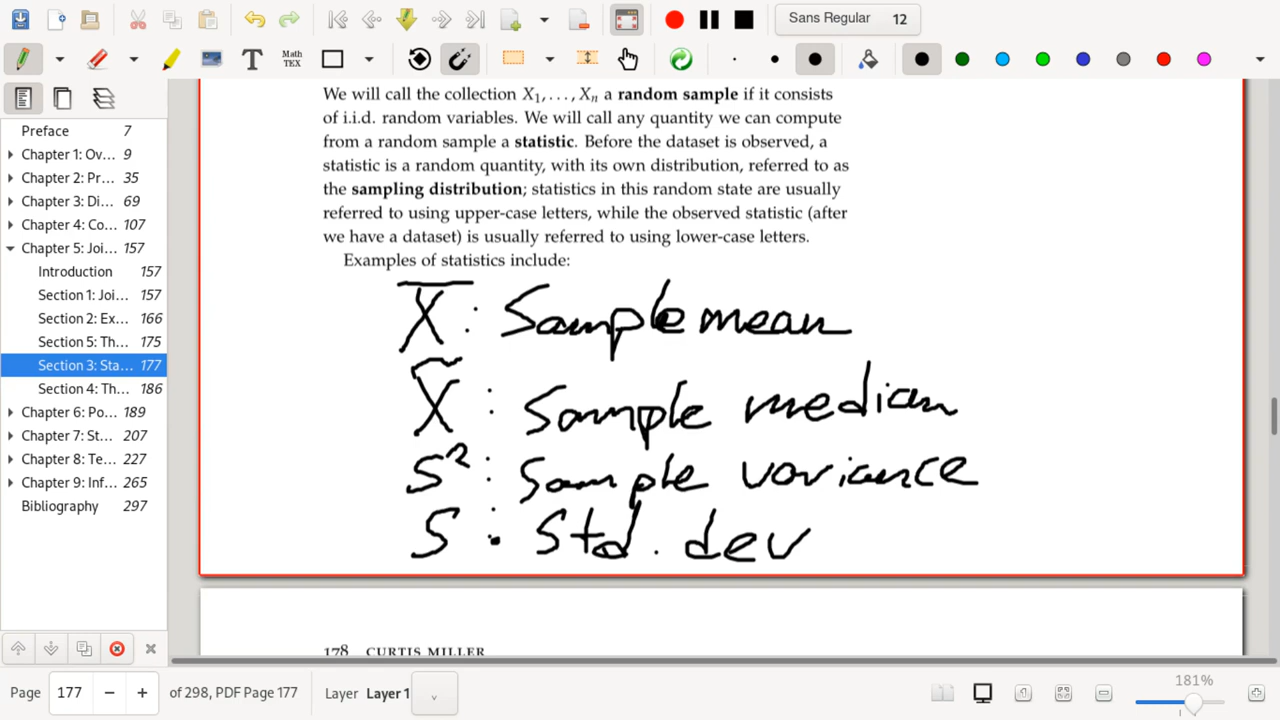 Sans Regular 12
Math
TEX
Preface 7
Chapter 1: Ov... 9
Chapter 2: Pr... 35
Chapter 3: Di... 69
Chapter 4: Co... 107
Chapter 5: Joi... 157
Introduction 157
Section 1: Joi... 157
Section 2: Ex... 166
Section 5: Th... 175
Section 3: Sta... 177
Section 4: Th... 186
Chapter 6: Po... 189
Chapter 7: St... 207
Chapter 8: Te... 227
Chapter 9: Inf... 265
Bibliography 297
We will call the collection X₁, . . . , Xₙ a random sample if it consists
of i.i.d. random variables. We will call any quantity we can compute
from a random sample a statistic. Before the dataset is observed, a
statistic is a random quantity, with its own distribution, referred to as
the sampling distribution; statistics in this random state are usually
referred to using upper-case letters, while the observed statistic (after
we have a dataset) is usually referred to using lower-case letters.
Examples of statistics include:
X̅ : Sample mean
X̃ : Sample median
S² : Sample variance
S : Std. dev
178 CURTIS MILLER
Page 177 of 298, PDF Page 177 Layer Layer 1 181%